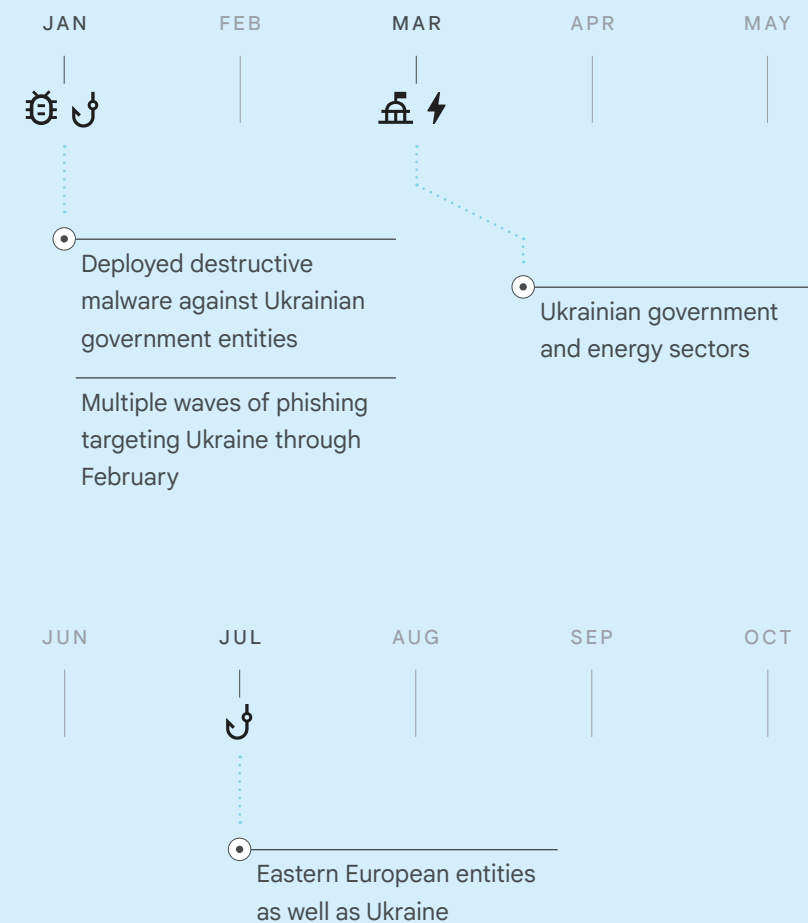 JAN FEB MAR APR MAY
Deployed destructive
malware against Ukrainian
government entities
Multiple waves of phishing
targeting Ukraine through
February
Ukrainian government
and energy sectors
JUN JUL AUG SEP OCT
Eastern European entities
as well as Ukraine